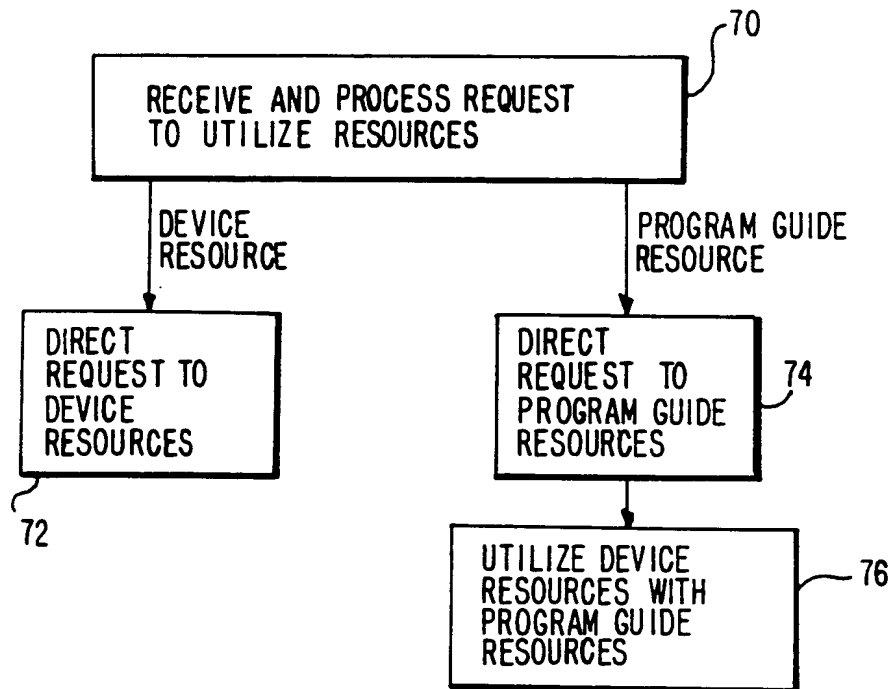 70
RECEIVE AND PROCESS REQUEST
TO UTILIZE RESOURCES
DEVICE
RESOURCE
PROGRAM GUIDE
RESOURCE
DIRECT
REQUEST TO
DEVICE
RESOURCES
72
DIRECT
REQUEST TO
PROGRAM GUIDE
RESOURCES
74
UTILIZE DEVICE
RESOURCES WITH
PROGRAM GUIDE
RESOURCES
76